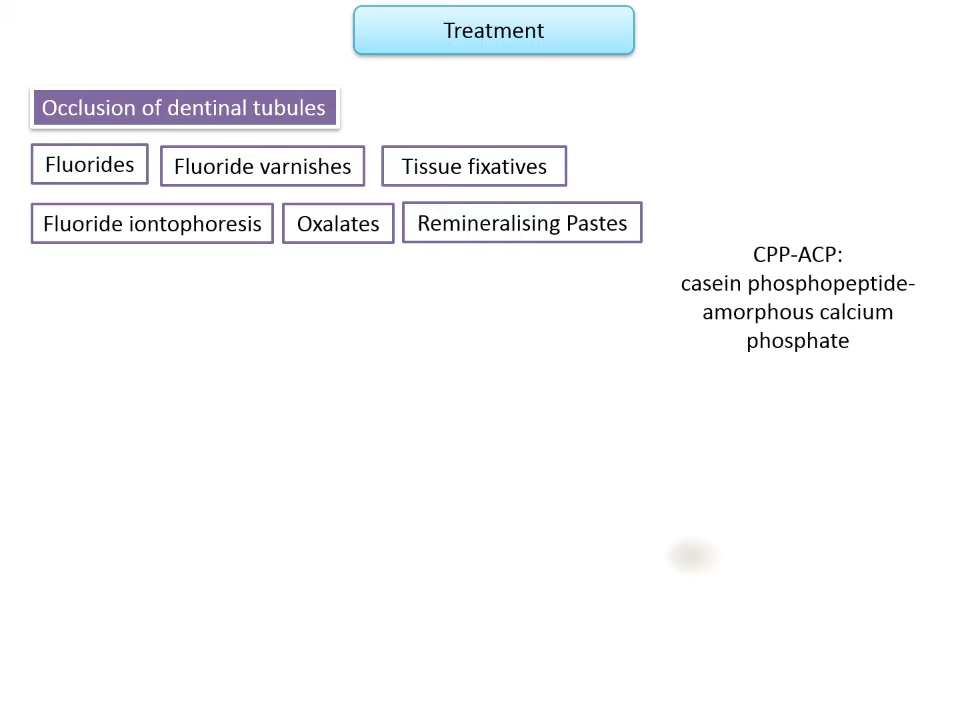 Treatment
Occlusion of dentinal tubules
Fluorides
Fluoride varnishes
Tissue fixatives
Fluoride iontophoresis
Oxalates
Remineralising Pastes
CPP-ACP:
casein phosphopeptide-
amorphous calcium
phosphate